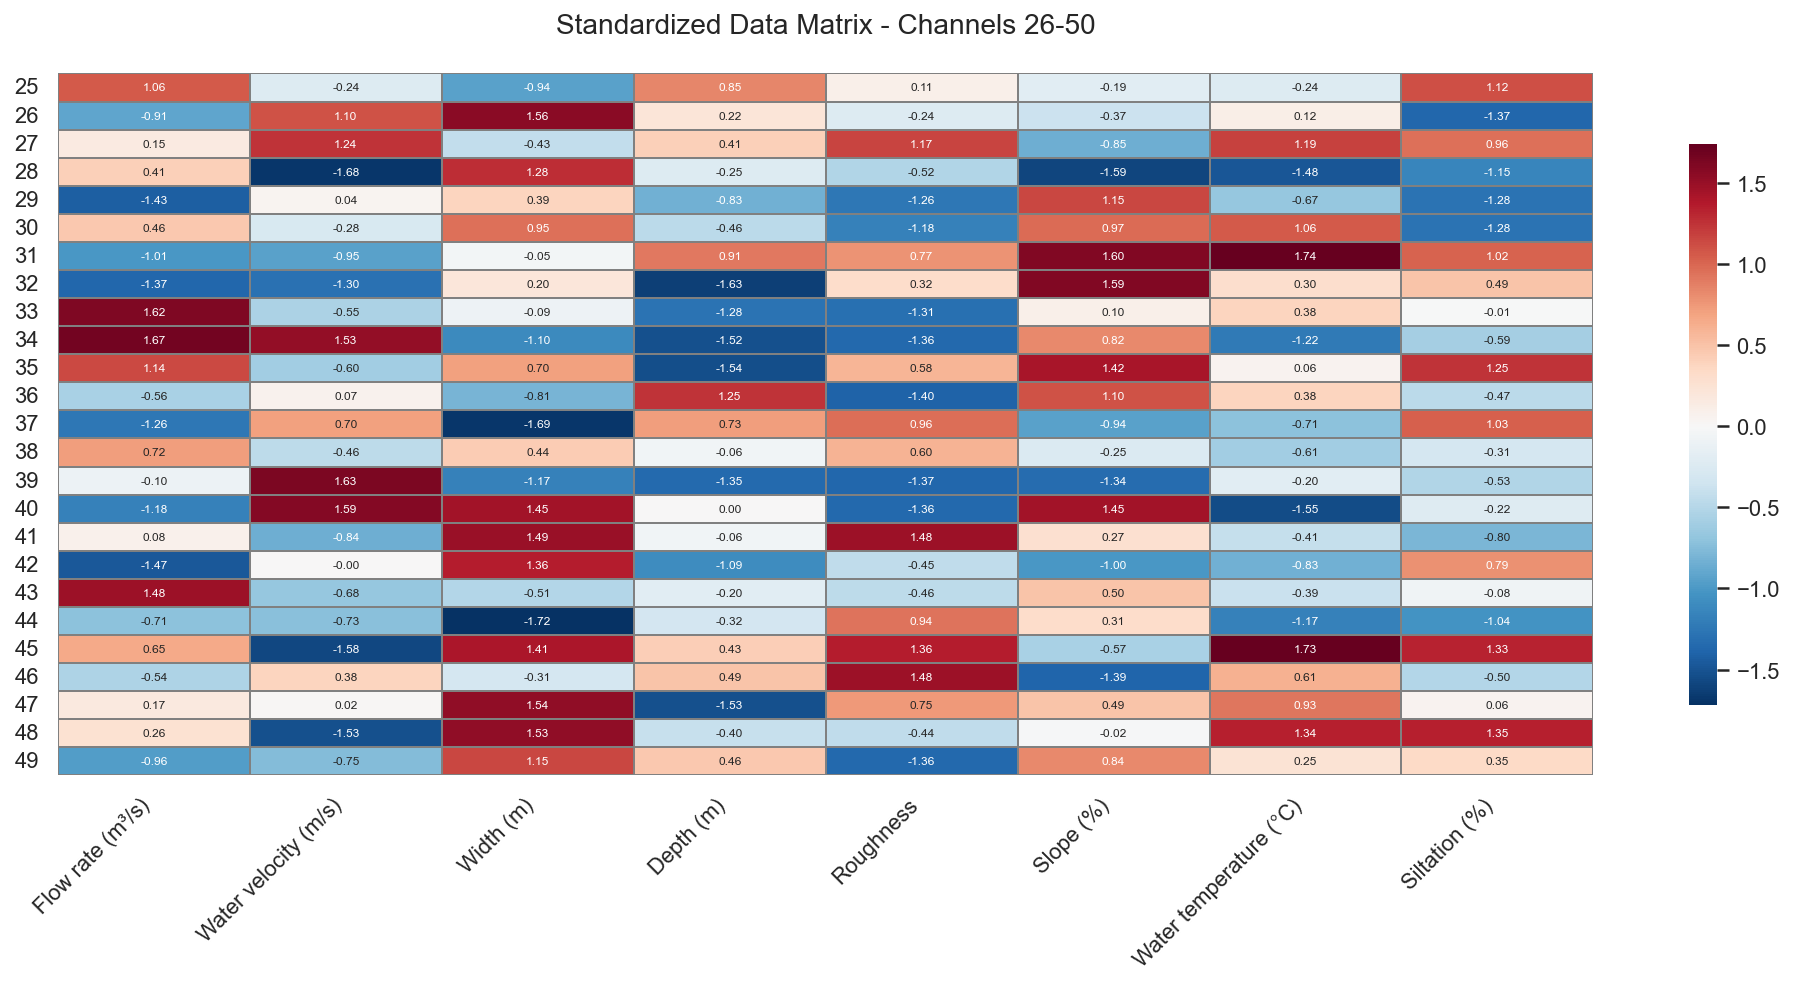 Standardized Data Matrix - Channels 26-50
25 1.06 -0.24 -0.94 0.85 0.11 -0.19 -0.24 1.12
26 -0.91 1.10 1.56 0.22 -0.24 -0.37 0.12 -1.37
27 0.15 1.24 -0.43 0.41 1.17 -0.85 1.19 0.96
28 0.41 -1.68 1.28 -0.25 -0.52 -1.59 -1.48 -1.15
29 -1.43 0.04 0.39 -0.83 -1.26 1.15 -0.67 -1.28
30 0.46 -0.28 0.95 -0.46 -1.18 0.97 1.06 -1.28
31 -1.01 -0.95 -0.05 0.91 0.77 1.60 1.74 1.02
32 -1.37 -1.30 0.20 -1.63 0.32 1.59 0.30 0.49
33 1.62 -0.55 -0.09 -1.28 -1.31 0.10 0.38 -0.01
34 1.67 1.53 -1.10 -1.52 -1.36 0.82 -1.22 -0.59
35 1.14 -0.60 0.70 -1.54 0.58 1.42 0.06 1.25
36 -0.56 0.07 -0.81 1.25 -1.40 1.10 0.38 -0.47
37 -1.26 0.70 -1.69 0.73 0.96 -0.94 -0.71 1.03
38 0.72 -0.46 0.44 -0.06 0.60 -0.25 -0.61 -0.31
39 -0.10 1.63 -1.17 -1.35 -1.37 -1.34 -0.20 -0.53
40 -1.18 1.59 1.45 0.00 -1.36 1.45 -1.55 -0.22
41 0.08 -0.84 1.49 -0.06 1.48 0.27 -0.41 -0.80
42 -1.47 -0.00 1.36 -1.09 -0.45 -1.00 -0.83 0.79
43 1.48 -0.68 -0.51 -0.20 -0.46 0.50 -0.39 -0.08
44 -0.71 -0.73 -1.72 -0.32 0.94 0.31 -1.17 -1.04
45 0.65 -1.58 1.41 0.43 1.36 -0.57 1.73 1.33
46 -0.54 0.38 -0.31 0.49 1.48 -1.39 0.61 -0.50
47 0.17 0.02 1.54 -1.53 0.75 0.49 0.93 0.06
48 0.26 -1.53 1.53 -0.40 -0.44 -0.02 1.34 1.35
49 -0.96 -0.75 1.15 0.46 -1.36 0.84 0.25 0.35
Flow rate (m³/s)
Water velocity (m/s)
Width (m)
Depth (m)
Roughness
Slope (%)
Water temperature (°C)
Siltation (%)
1.5
1.0
0.5
0.0
−0.5
−1.0
−1.5